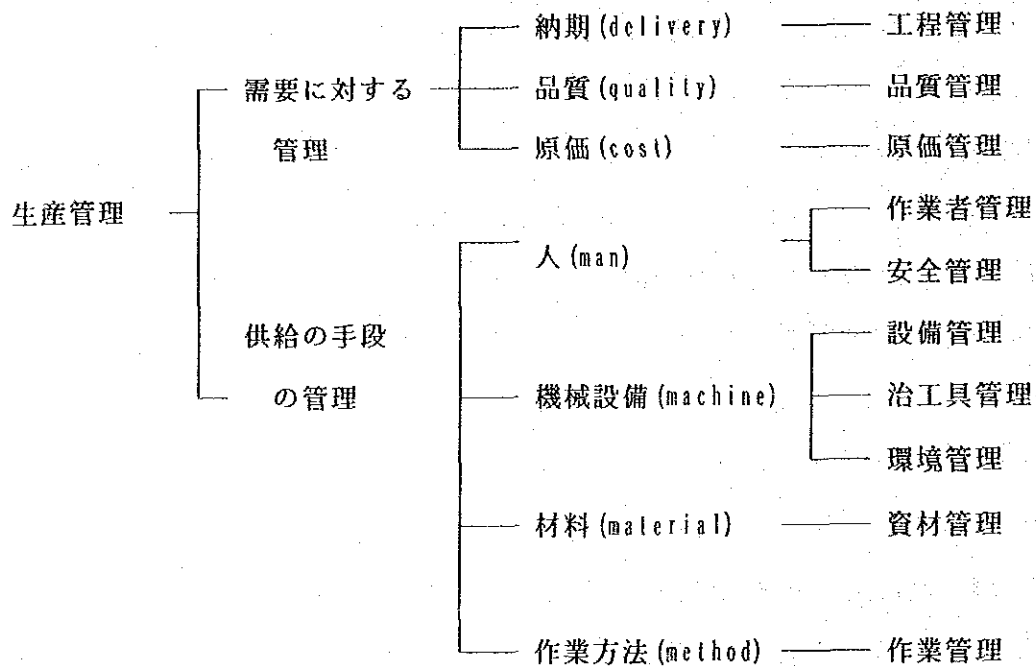 納期(delivery) 工程管理
需要に対する 品質(quality) 品質管理
管理 原価(cost) 原価管理
生産管理 作業者管理
人(man)
安全管理
供給の手段 設備管理
の管理 機械設備(machine) 治工具管理
環境管理
材料(material) 資材管理
作業方法(method) 作業管理